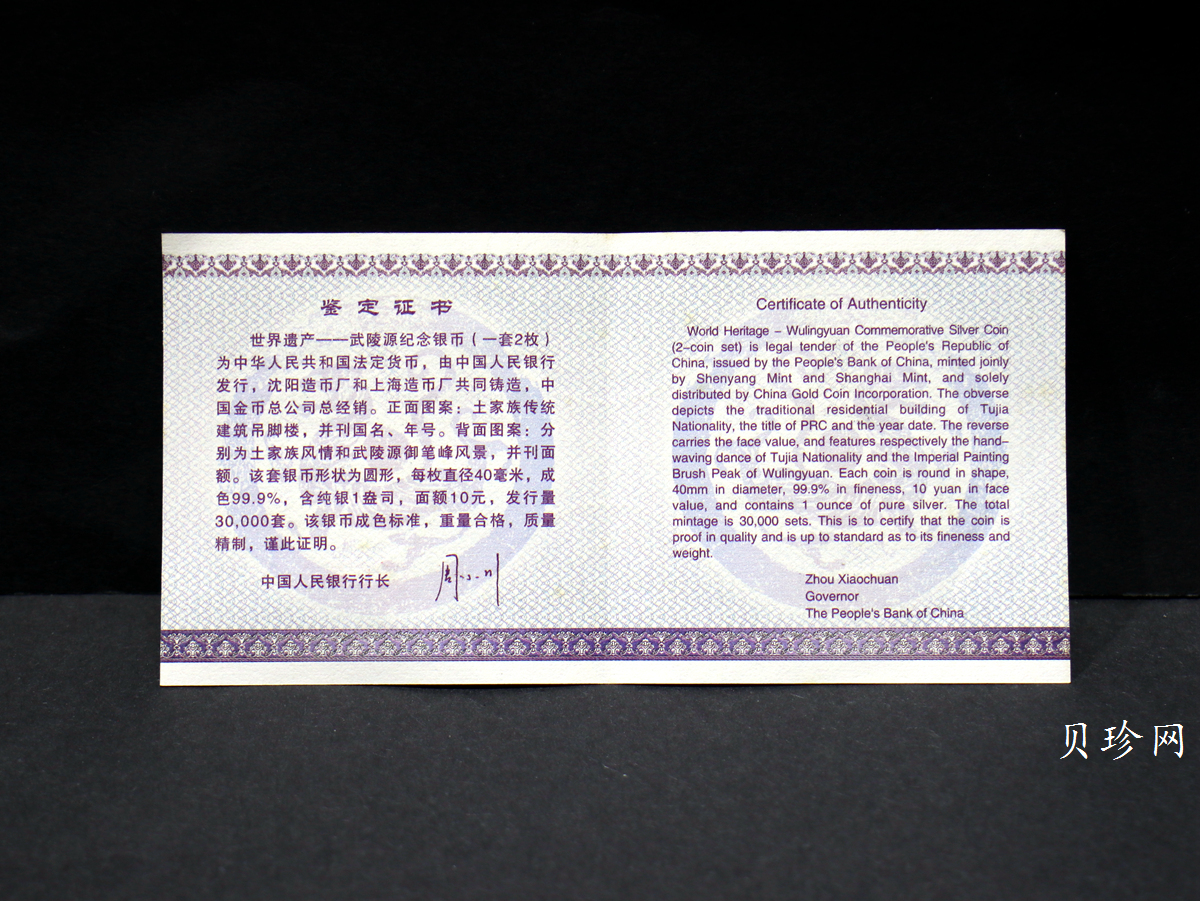 鉴定证书
世界遗产——武陵源纪念银币（一套2枚）
为中华人民共和国法定货币，由中国人民银行
发行，沈阳造币厂和上海造币厂共同铸造，中
国金币总公司总经销。正面图案：土家族传统
建筑吊脚楼，并刊国名、年号。背面图案：分
别为土家族风情和武陵源御笔峰风景，并刊面
额。该套银币形状为圆形，每枚直径40毫米，成
色99.9%，含纯银1盎司，面额10元，发行量
30,000套。该银币成色标准，重量合格，质量
精制，谨此证明。
中国人民银行行长 周小川
Certificate of Authenticity
World Heritage – Wulingyuan Commemorative Silver Coin
(2–coin set) is legal tender of the People's Republic of
China, issued by the People's Bank of China, minted joinly
by Shenyang Mint and Shanghai Mint, and solely
distributed by China Gold Coin Incorporation. The obverse
depicts the traditional residential building of Tujia
Nationality, the title of PRC and the year date. The reverse
carries the face value, and features respectively the hand–
waving dance of Tujia Nationality and the Imperial Painting
Brush Peak of Wulingyuan. Each coin is round in shape,
40mm in diameter, 99.9% in fineness, 10 yuan in face
value, and contains 1 ounce of pure silver. The total
mintage is 30,000 sets. This is to certify that the coin is
proof in quality and is up to standard as to its fineness and
weight.
Zhou Xiaochuan
Governor
The People's Bank of China
贝珍网